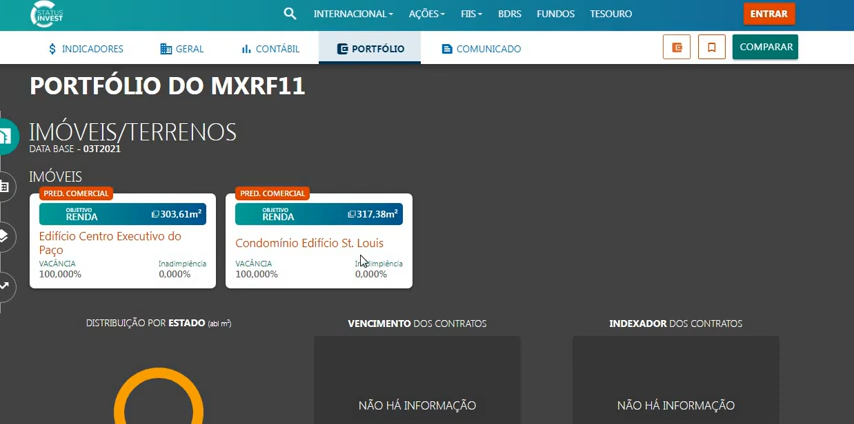 STATUS INVEST
INTERNACIONAL AÇÕES FIIS BDRS FUNDOS TESOURO ENTRAR
INDICADORES GERAL CONTÁBIL PORTFÓLIO COMUNICADO COMPARAR
PORTFÓLIO DO MXRF11
IMÓVEIS/TERRENOS
DATA BASE - 03T2021
IMÓVEIS
PRED. COMERCIAL
OBJETIVO
RENDA 303,61m²
Edifício Centro Executivo do
Paço
VACÂNCIA Inadimplência
100,000% 0,000%
PRED. COMERCIAL
OBJETIVO
RENDA 317,38m²
Condomínio Edifício St. Louis
VACÂNCIA Inadimplência
100,000% 0,000%
DISTRIBUIÇÃO POR ESTADO (abl m²)
VENCIMENTO DOS CONTRATOS
NÃO HÁ INFORMAÇÃO
INDEXADOR DOS CONTRATOS
NÃO HÁ INFORMAÇÃO